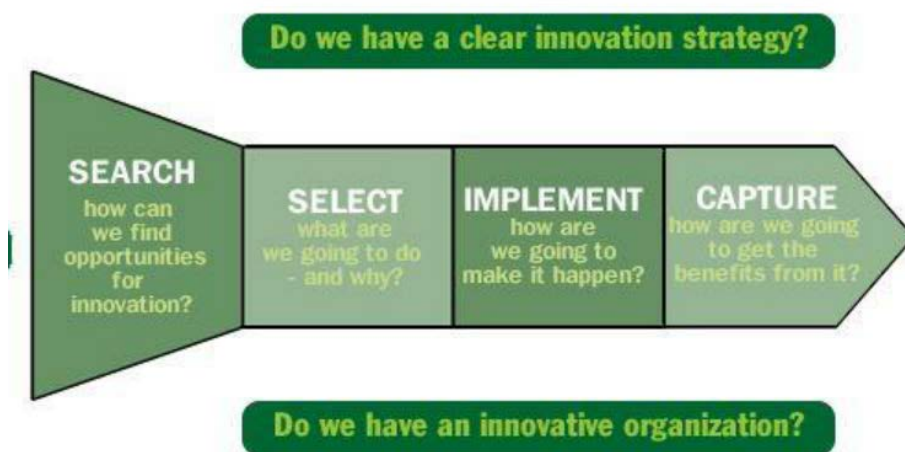 Do we have a clear innovation strategy?
SEARCH
how can
we find
opportunities
for
innovation?
SELECT
what are
we going to do
- and why?
IMPLEMENT
how are
we going to
make it happen?
CAPTURE
how are we going
to get the
benefits from it?
Do we have an innovative organization?